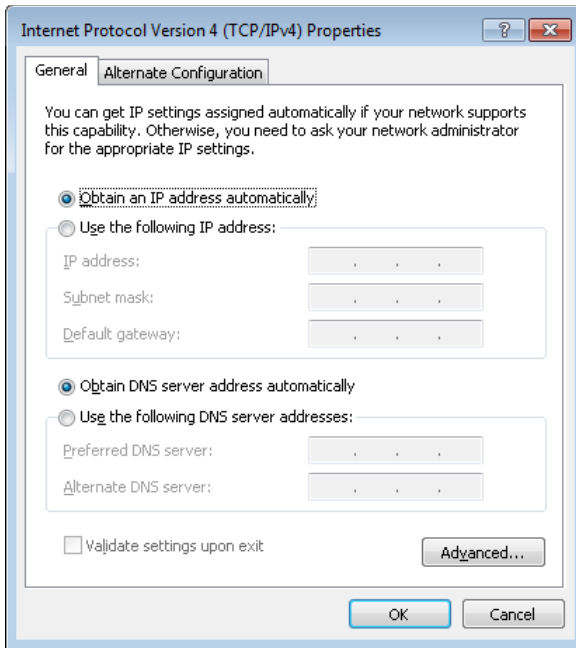 Internet Protocol Version 4 (TCP/IPv4) Properties
General
Alternate Configuration
You can get IP settings assigned automatically if your network supports
this capability. Otherwise, you need to ask your network administrator
for the appropriate IP settings.
Obtain an IP address automatically
Use the following IP address:
IP address:
Subnet mask:
Default gateway:
Obtain DNS server address automatically
Use the following DNS server addresses:
Preferred DNS server:
Alternate DNS server:
Validate settings upon exit
Advanced...
OK
Cancel